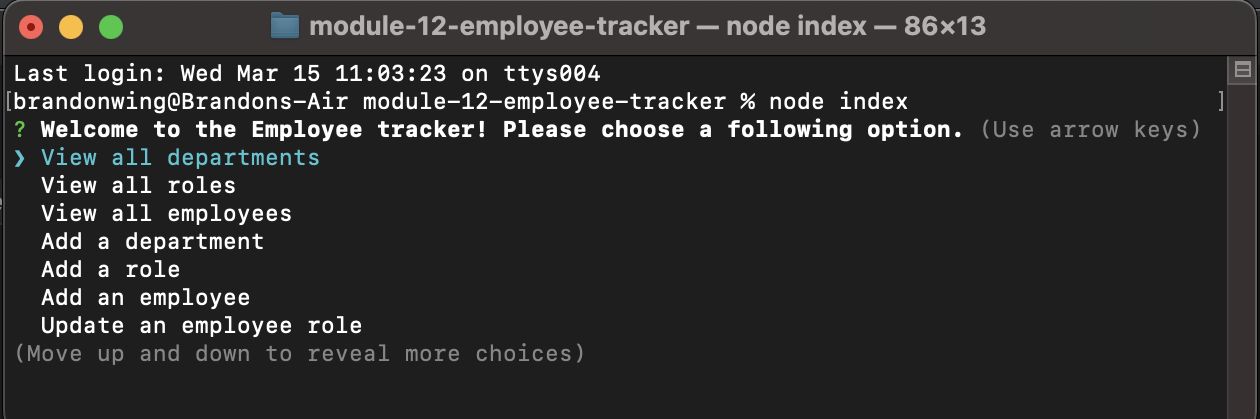 module-12-employee-tracker — node index — 86×13
Last login: Wed Mar 15 11:03:23 on ttys004
[brandonwing@Brandons-Air module-12-employee-tracker % node index ]
? Welcome to the Employee tracker! Please choose a following option. (Use arrow keys)
❯ View all departments
View all roles
View all employees
Add a department
Add a role
Add an employee
Update an employee role
(Move up and down to reveal more choices)